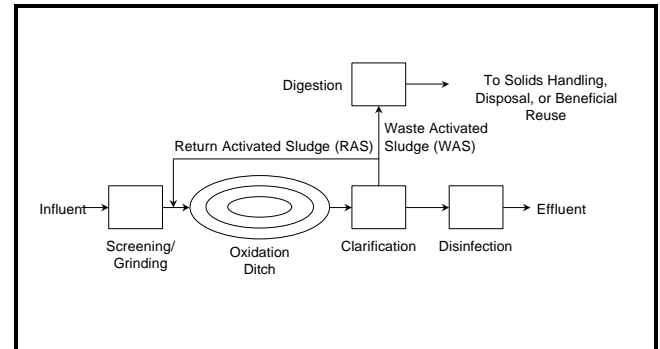 Digestion
To Solids Handling,
Disposal, or Beneficial
Reuse
Waste Activated
Sludge (WAS)
Return Activated Sludge (RAS)
Influent
Effluent
Screening/
Grinding
Oxidation
Ditch
Clarification
Disinfection